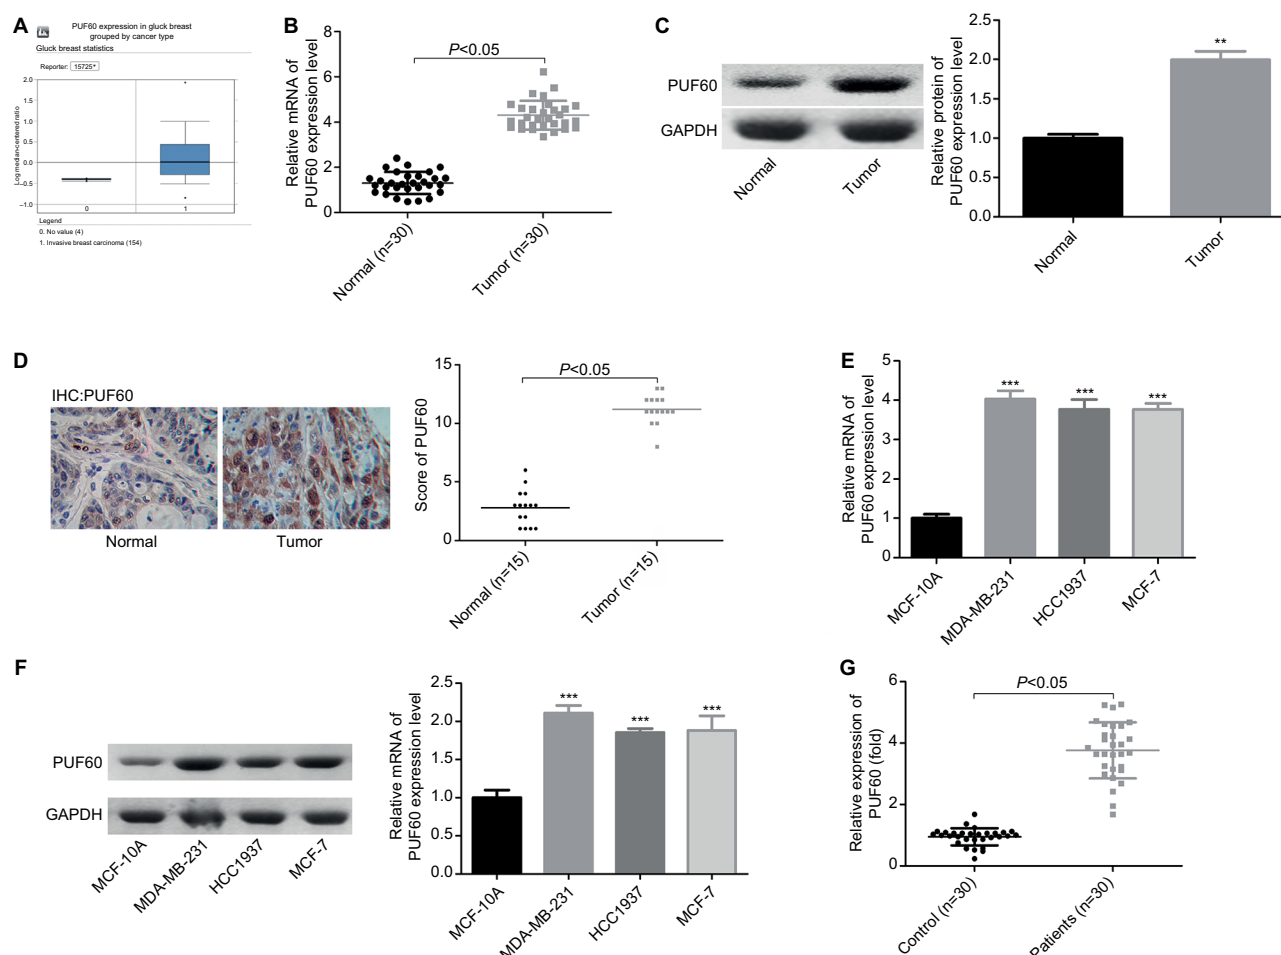 A
PUF60 expression in gluck breast
grouped by cancer type
Gluck breast statistics
Reporter: 15725*
Log median centered ratio
2.0
1.5
1.0
0.5
0.0
–0.5
–1.0
0
1
Legend
0. No value (4)
1. Invasive breast carcinoma (154)
B
Relative mRNA of
PUF60 expression level
8
6
4
2
0
P<0.05
Normal (n=30)
Tumor (n=30)
C
PUF60
GAPDH
Normal
Tumor
Relative protein of
PUF60 expression level
2.5
2.0
1.5
1.0
0.5
0.0
**
Normal
Tumor
D
IHC:PUF60
Normal
Tumor
Score of PUF60
15
10
5
0
P<0.05
Normal (n=15)
Tumor (n=15)
E
Relative mRNA of
PUF60 expression level
5
4
3
2
1
0
***
***
***
MCF-10A
MDA-MB-231
HCC1937
MCF-7
F
PUF60
GAPDH
MCF-10A
MDA-MB-231
HCC1937
MCF-7
Relative mRNA of
PUF60 expression level
2.5
2.0
1.5
1.0
0.5
0.0
***
***
***
MCF-10A
MDA-MB-231
HCC1937
MCF-7
G
Relative expression of
PUF60 (fold)
6
4
2
0
P<0.05
Control (n=30)
Patients (n=30)